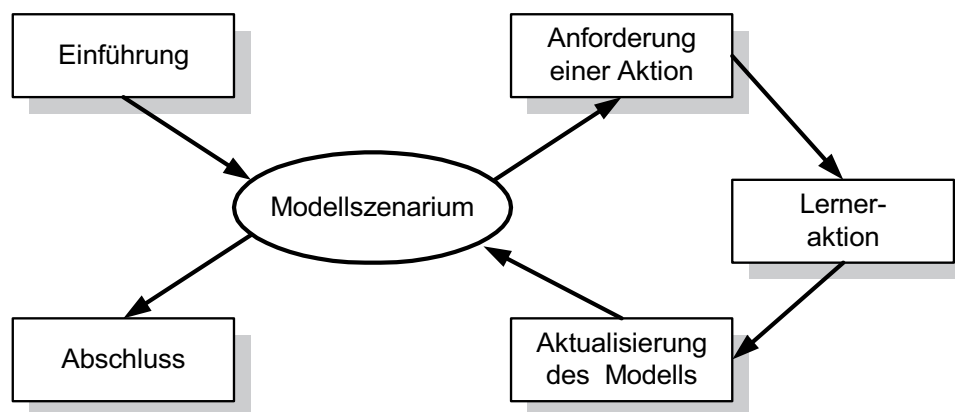 Einführung
Anforderung
einer Aktion
Modellszenarium
Lerner-
aktion
Abschluss
Aktualisierung
des Modells